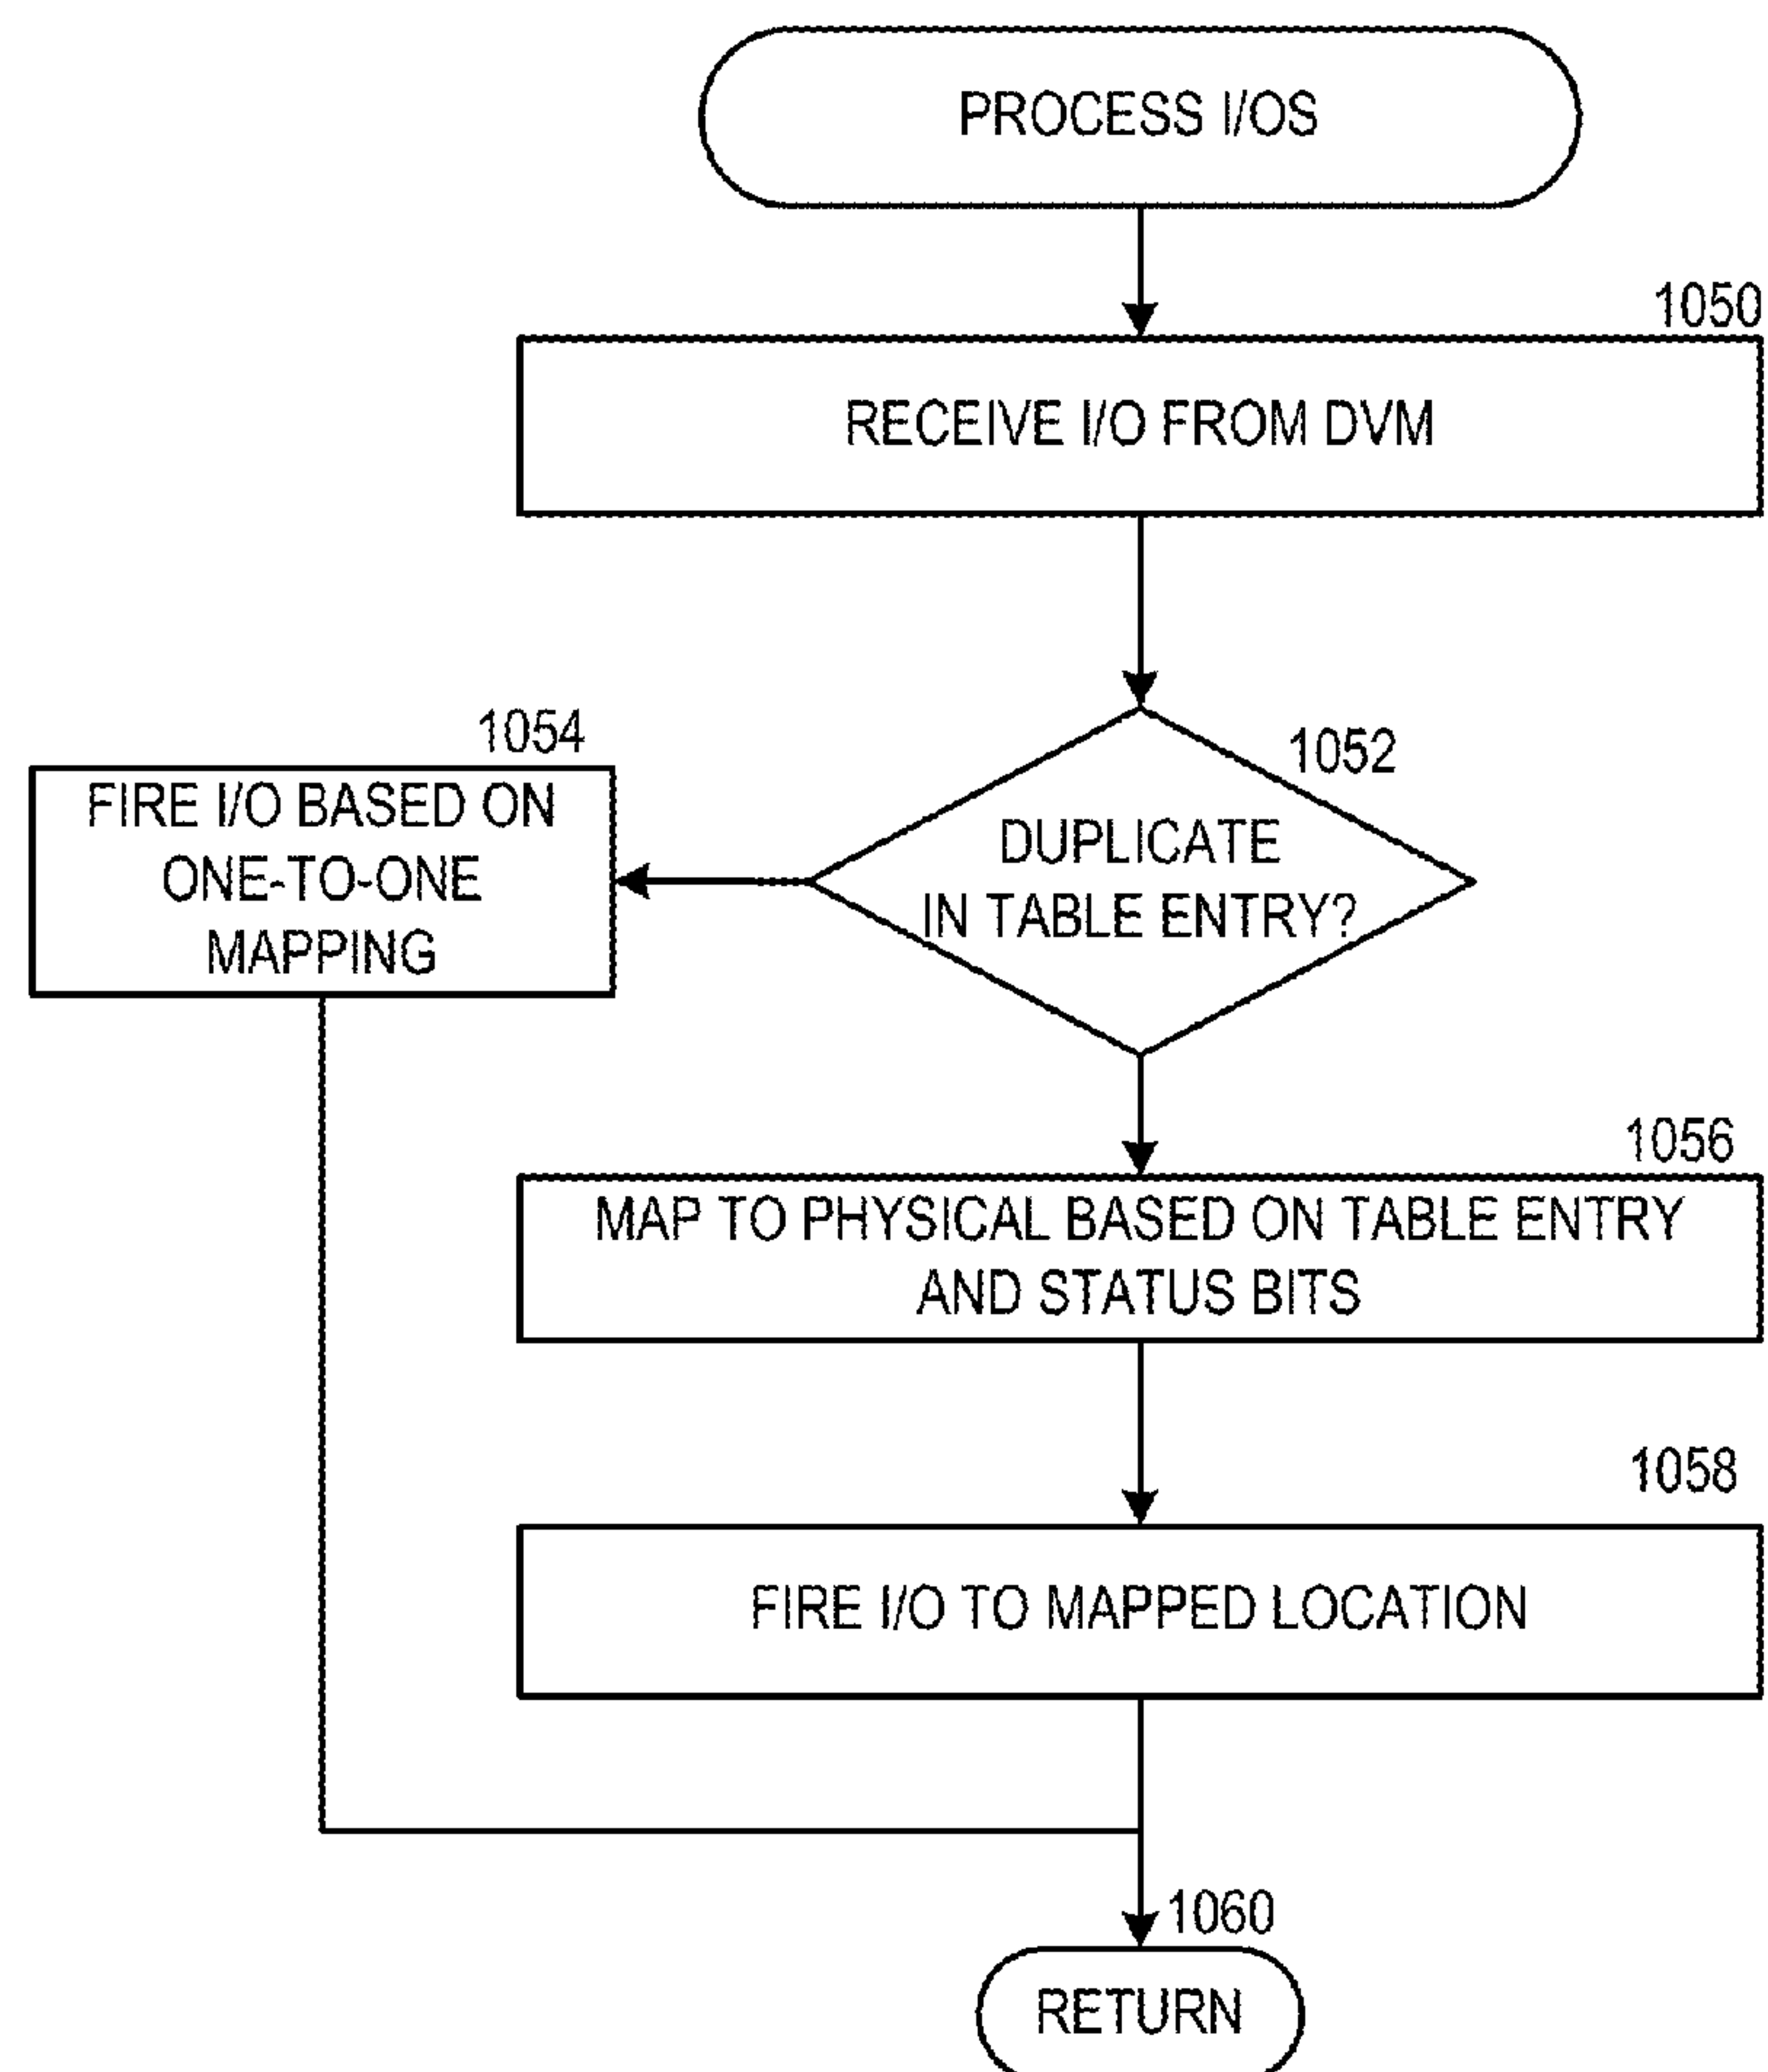 PROCESS I/OS
1050
RECEIVE I/O FROM DVM
1054
1052
FIRE I/O BASED ON
ONE-TO-ONE
MAPPING
DUPLICATE
IN TABLE ENTRY?
1056
MAP TO PHYSICAL BASED ON TABLE ENTRY
AND STATUS BITS
1058
FIRE I/O TO MAPPED LOCATION
1060
RETURN